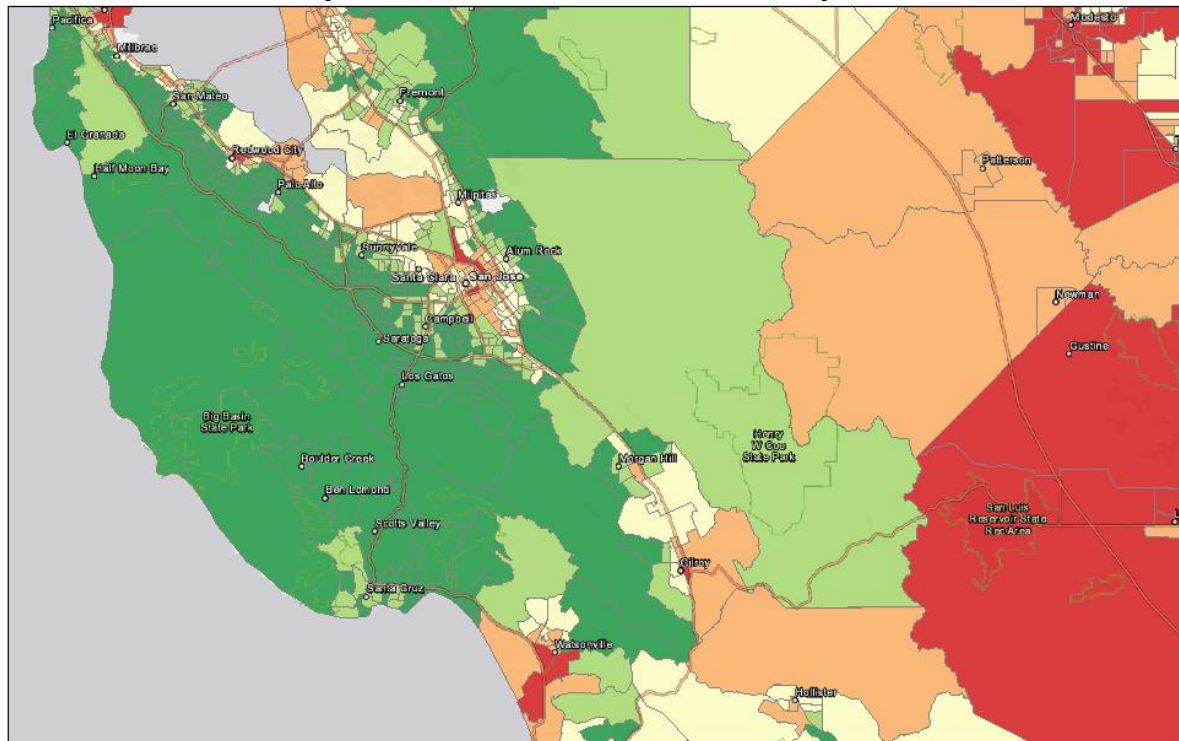 Pacifica
Modesto
Millbrae
San Mateo
Fremont
El Granada
Redwood City
Patterson
Half Moon Bay
Palo Alto
Milpitas
Sunnyvale
Alum Rock
Santa Clara
San Jose
Newman
Campbell
Saratoga
Gustine
Los Gatos
Big Basin
State Park
Henry
W Coe
State Park
Boulder Creek
Morgan Hill
Ben Lomond
San Luis
Reservoir State
Rec Area
Scotts Valley
Gilroy
Santa Cruz
Watsonville
Hollister